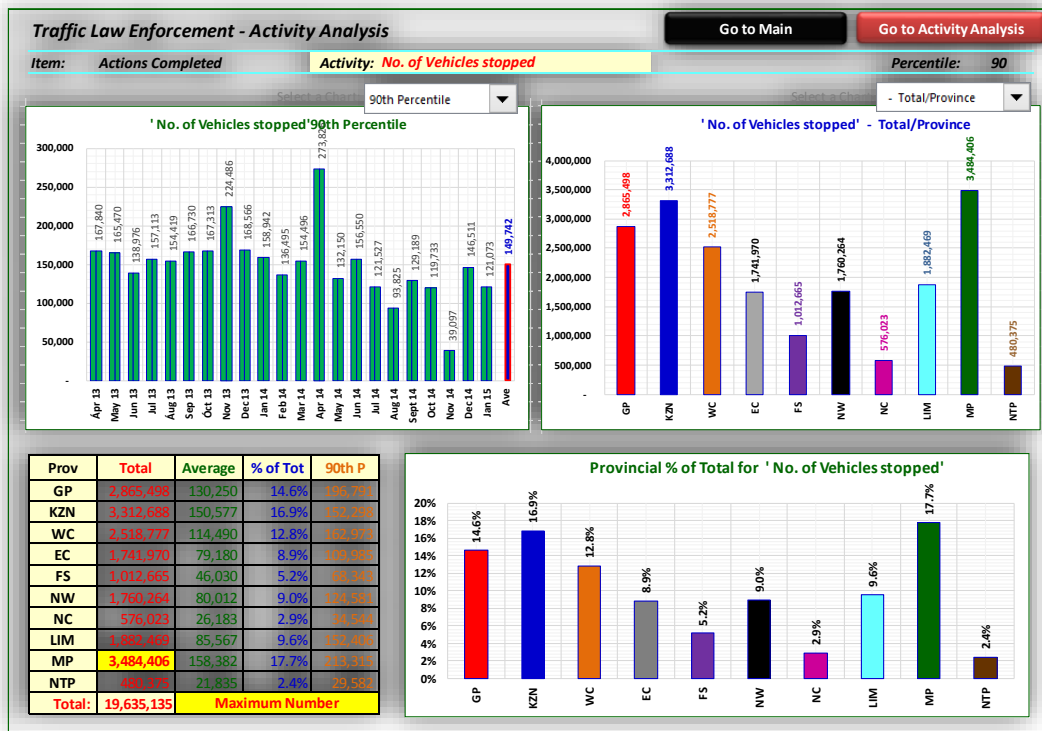 Traffic Law Enforcement - Activity Analysis
Go to Main
Go to Activity Analysis
Item: Actions Completed Activity: No. of Vehicles stopped Percentile: 90
Select a Chart 90th Percentile
Select a Chart - Total/Province
' No. of Vehicles stopped'90th Percentile
300,000
250,000
200,000
150,000
100,000
50,000
-
167,840 165,470 138,976 157,113 154,419 166,730 167,313 224,486 168,566 158,942 136,495 154,496 132,150 156,550 121,527 93,825 129,189 119,733 39,097 146,511 121,073 149,742
Apr 13 May 13 Jun 13 Jul 13 Aug 13 Sep 13 Oct 13 Nov 13 Dec13 Jan 14 Feb 14 Mar 14 Apr 14 May 14 Jun 14 Jul 14 Aug 14 Sept 14 Oct 14 Nov 14 Dec 14 Jan 15 Ave
' No. of Vehicles stopped' - Total/Province
4,000,000
3,500,000
3,000,000
2,500,000
2,000,000
1,500,000
1,000,000
500,000
-
2,865,498 3,312,688 2,518,777 1,741,970 1,012,665 1,760,264 576,023 1,882,469 3,484,406 480,375
GP KZN WC EC FS NW NC LIM MP NTP
Prov Total Average % of Tot 90th P
GP 2,865,498 130,250 14.6%
KZN 3,312,688 150,577 16.9%
WC 2,518,777 114,490 12.8%
EC 1,741,970 79,180 8.9%
FS 1,012,665 46,030 5.2%
NW 1,760,264 80,012 9.0%
NC 576,023 26,183 2.9%
LIM 1,882,469 85,567 9.6%
MP 3,484,406 158,382 17.7%
NTP 480,375 21,835 2.4% 29,582
Total: 19,635,135 Maximum Number
Provincial % of Total for ' No. of Vehicles stopped'
20%
18%
16%
14%
12%
10%
8%
6%
4%
2%
0%
14.6% 16.9% 12.8% 8.9% 5.2% 9.0% 2.9% 9.6% 17.7% 2.4%
GP KZN WC EC FS NW NC LIM MP NTP